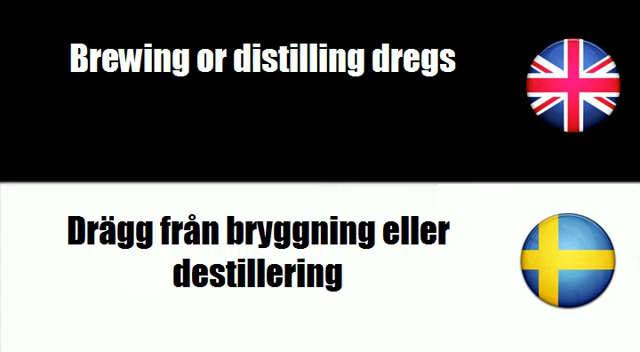 Brewing or distilling dregs
Drägg från bryggning eller
destillering